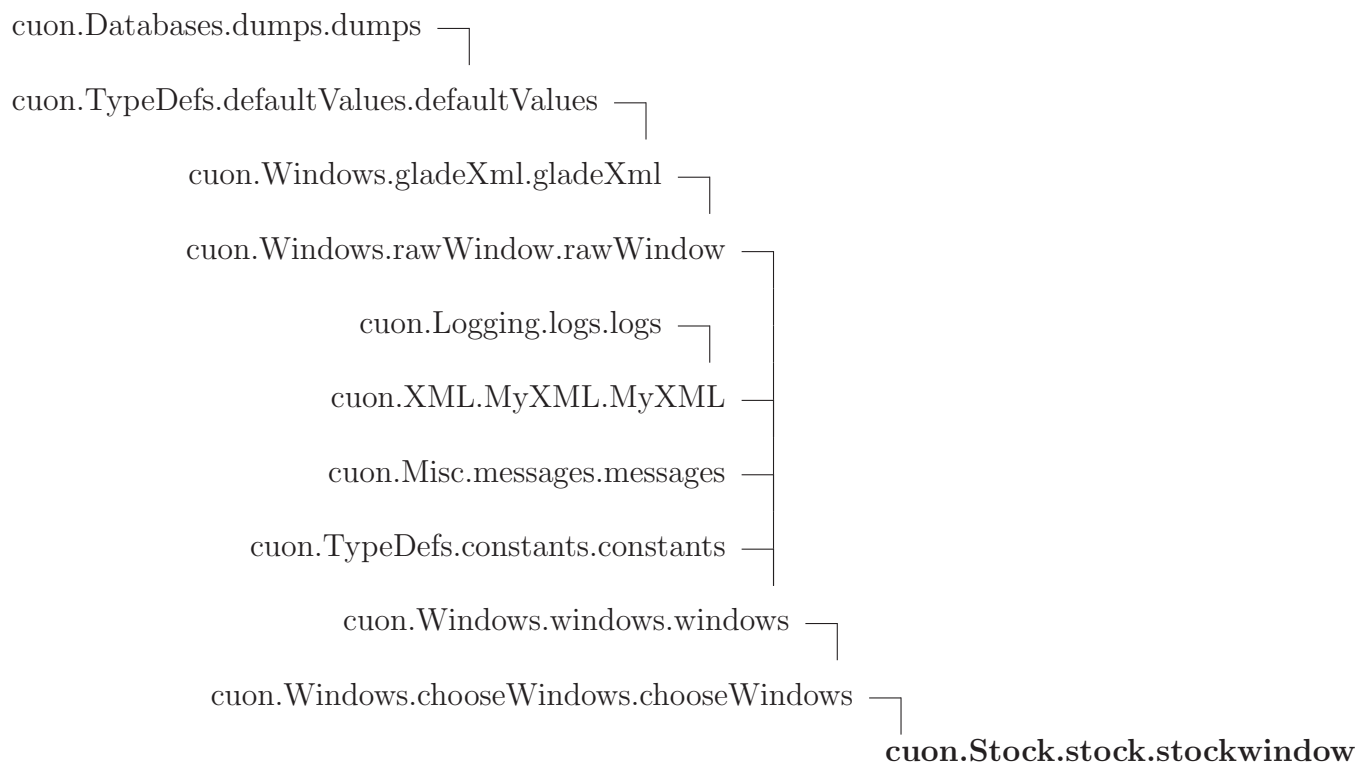 cuon.Databases.dumps.dumps
cuon.TypeDefs.defaultValues.defaultValues
cuon.Windows.gladeXml.gladeXml
cuon.Windows.rawWindow.rawWindow
cuon.Logging.logs.logs
cuon.XML.MyXML.MyXML
cuon.Misc.messages.messages
cuon.TypeDefs.constants.constants
cuon.Windows.windows.windows
cuon.Windows.chooseWindows.chooseWindows
cuon.Stock.stock.stockwindow